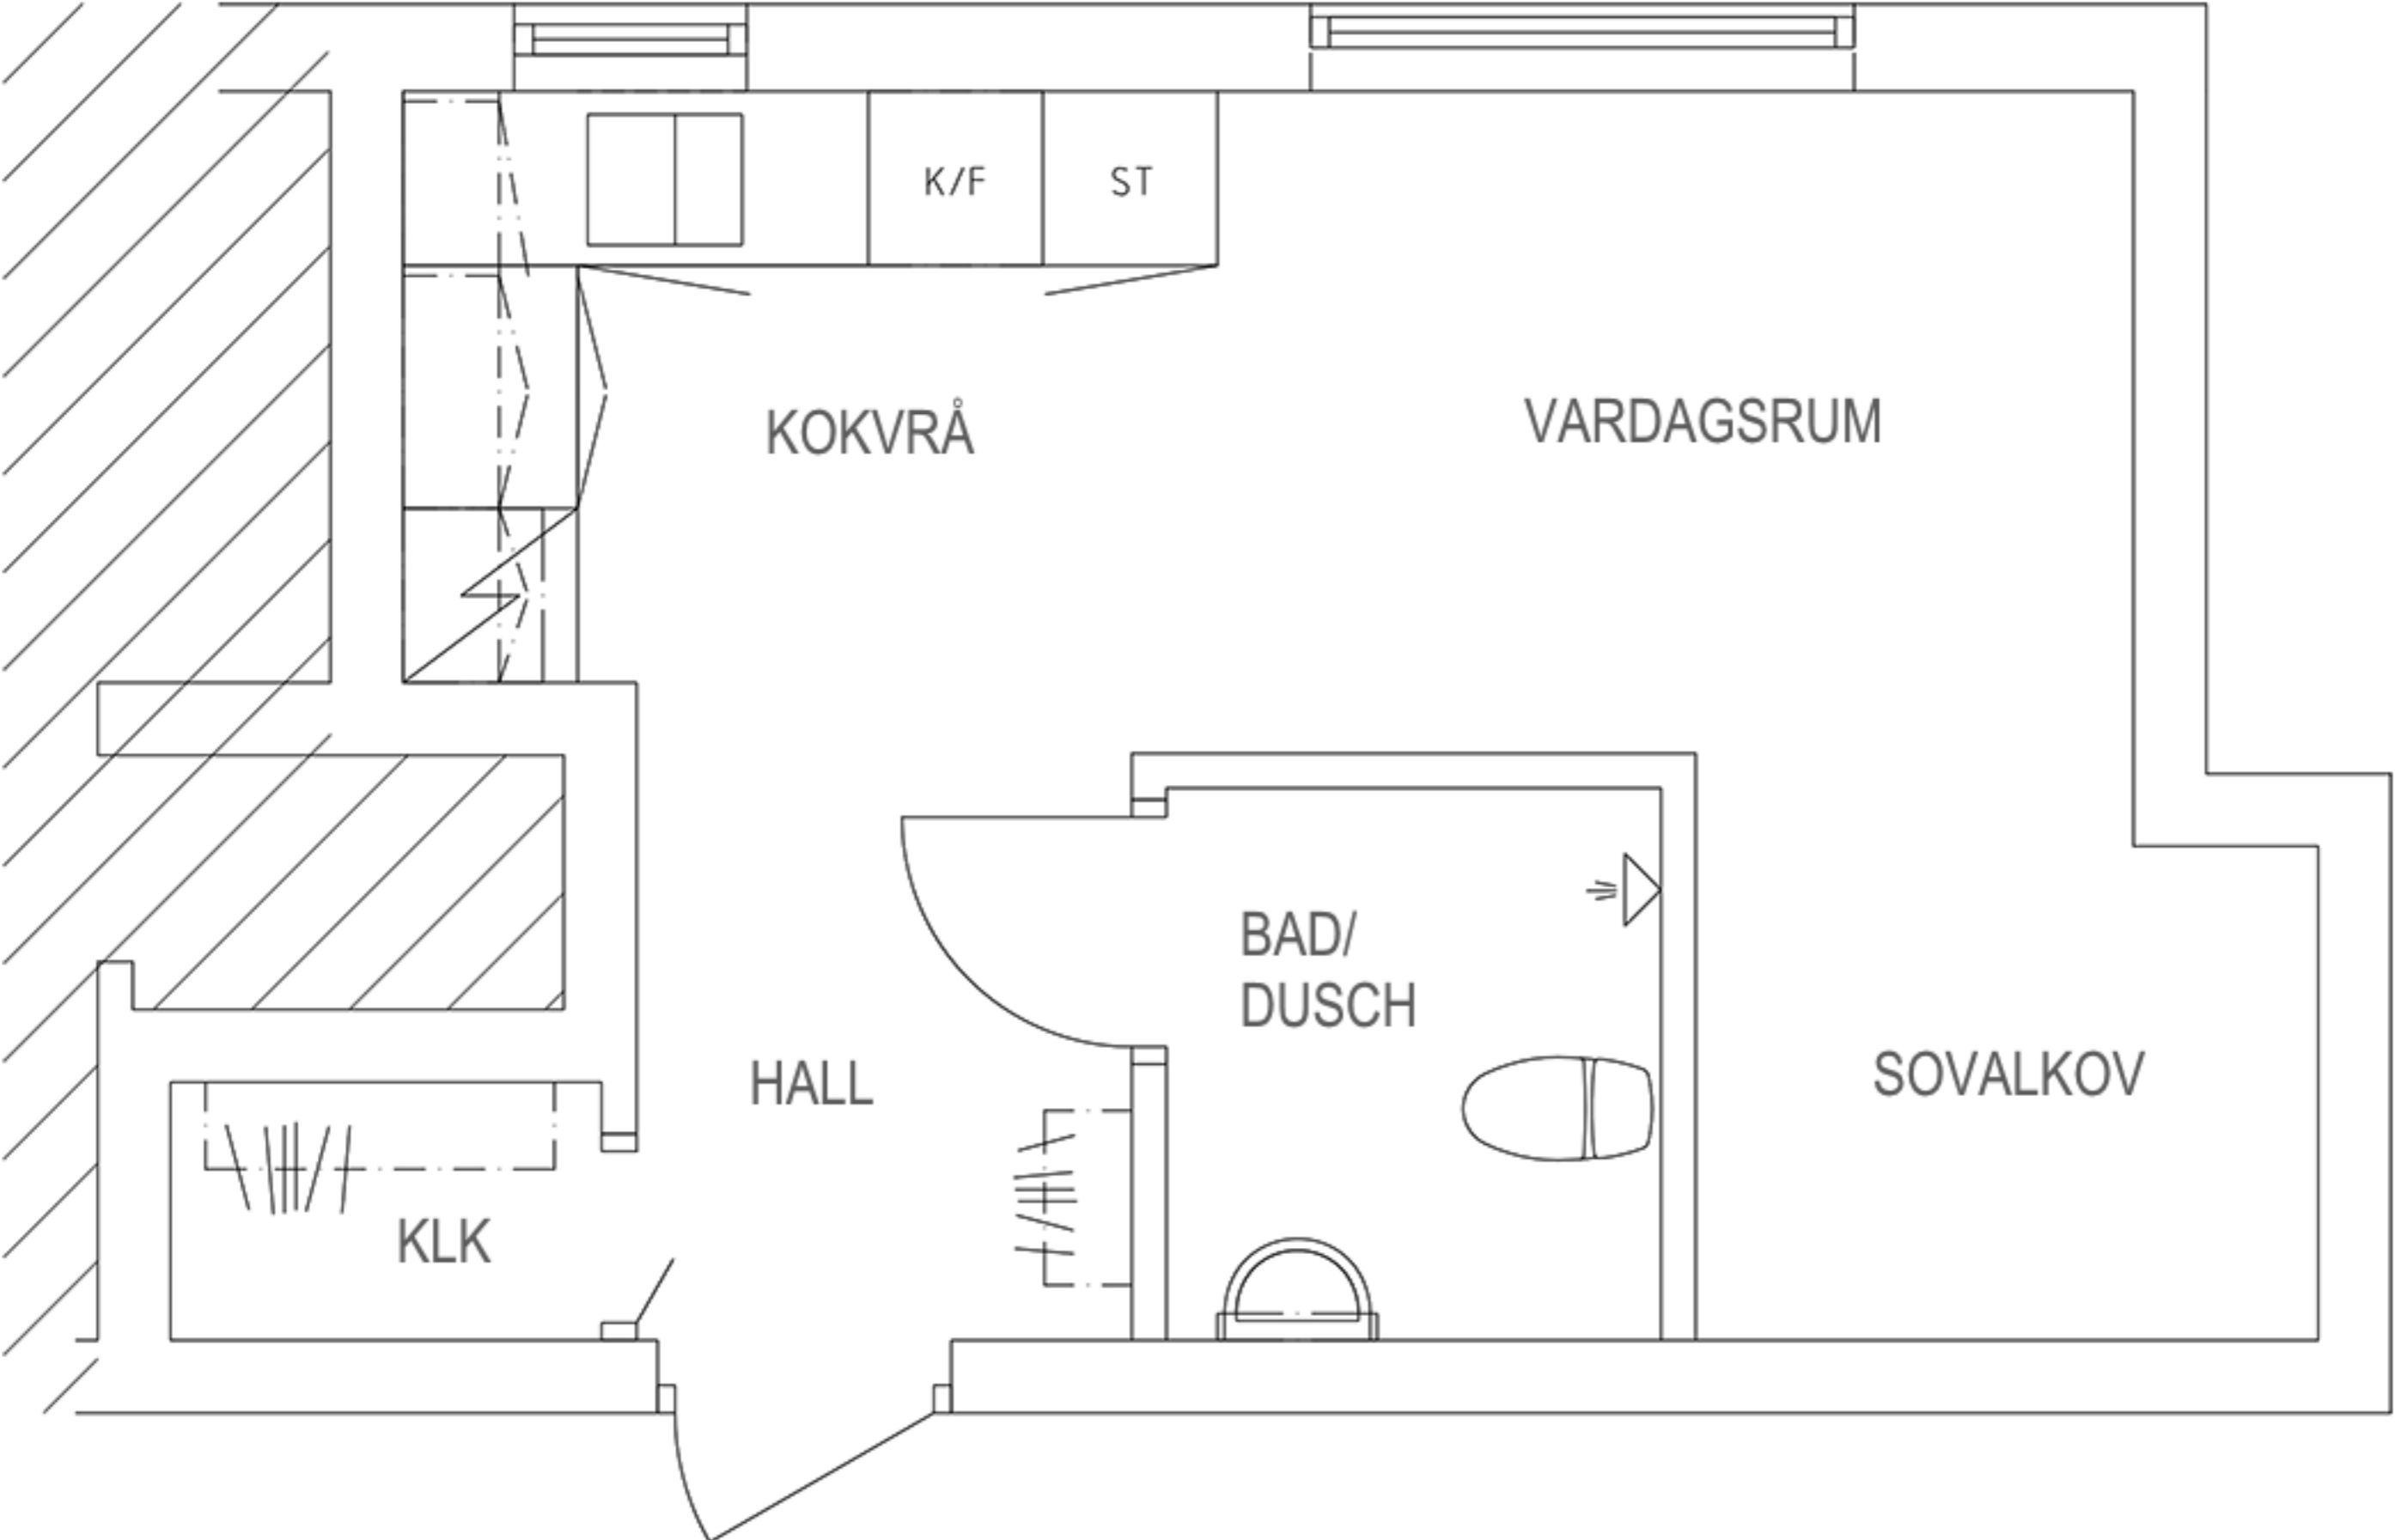 K/F
ST
KOKVRÅ
VARDAGSRUM
BAD/
DUSCH
HALL
SOVALKOV
KLK